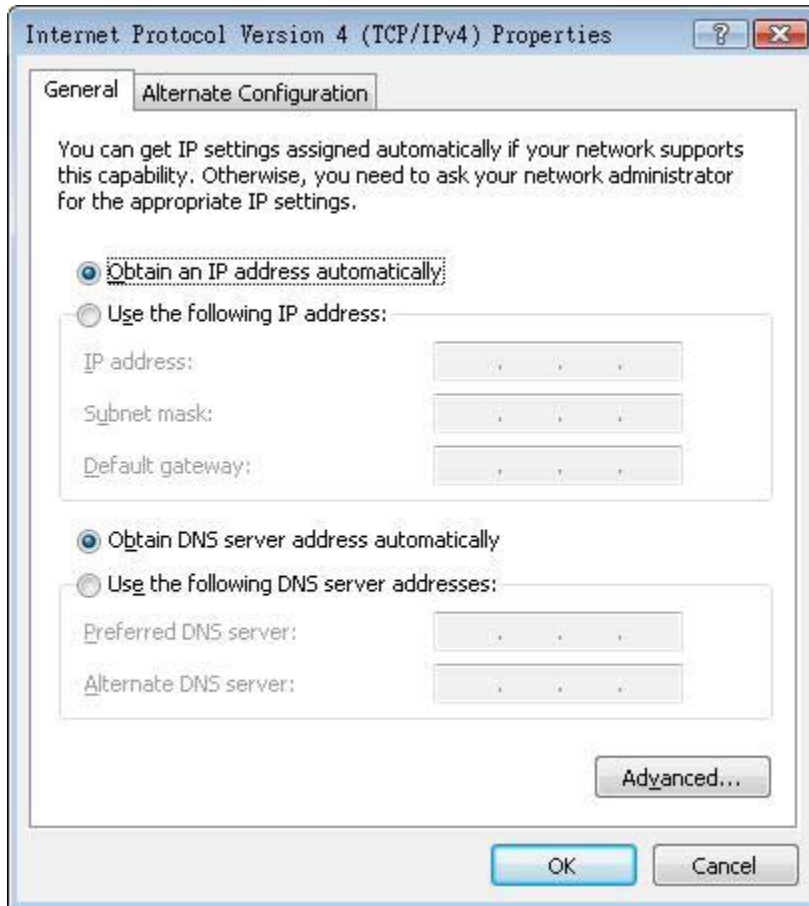 Internet Protocol Version 4 (TCP/IPv4) Properties
General
Alternate Configuration
You can get IP settings assigned automatically if your network supports
this capability. Otherwise, you need to ask your network administrator
for the appropriate IP settings.
Obtain an IP address automatically
Use the following IP address:
IP address:
Subnet mask:
Default gateway:
Obtain DNS server address automatically
Use the following DNS server addresses:
Preferred DNS server:
Alternate DNS server:
Advanced...
OK
Cancel